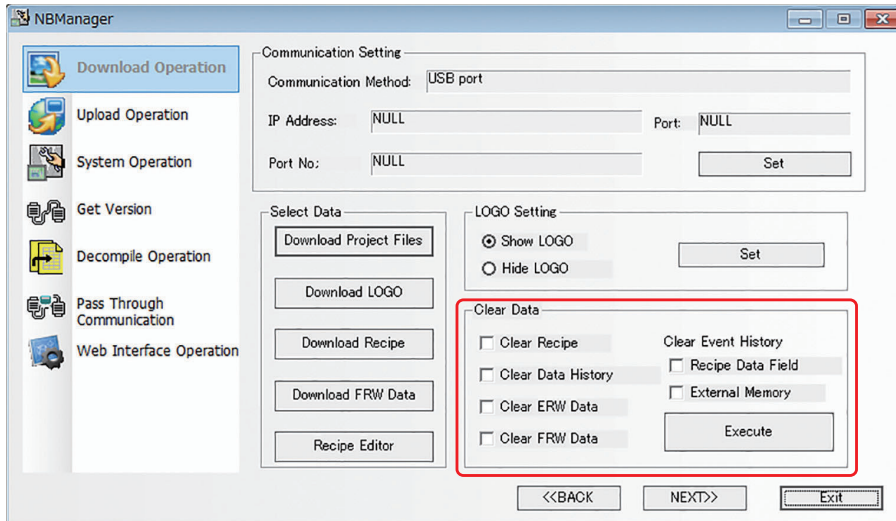 NBManager
Download Operation
Upload Operation
System Operation
Get Version
Decompile Operation
Pass Through
Communication
Web Interface Operation
Communication Setting
Communication Method: USB port
IP Address: NULL Port: NULL
Port No; NULL Set
Select Data
Download Project Files
Download LOGO
Download Recipe
Download FRW Data
Recipe Editor
LOGO Setting
Show LOGO
Hide LOGO
Set
Clear Data
Clear Recipe
Clear Data History
Clear ERW Data
Clear FRW Data
Clear Event History
Recipe Data Field
External Memory
Execute
<<BACK NEXT>> Exit